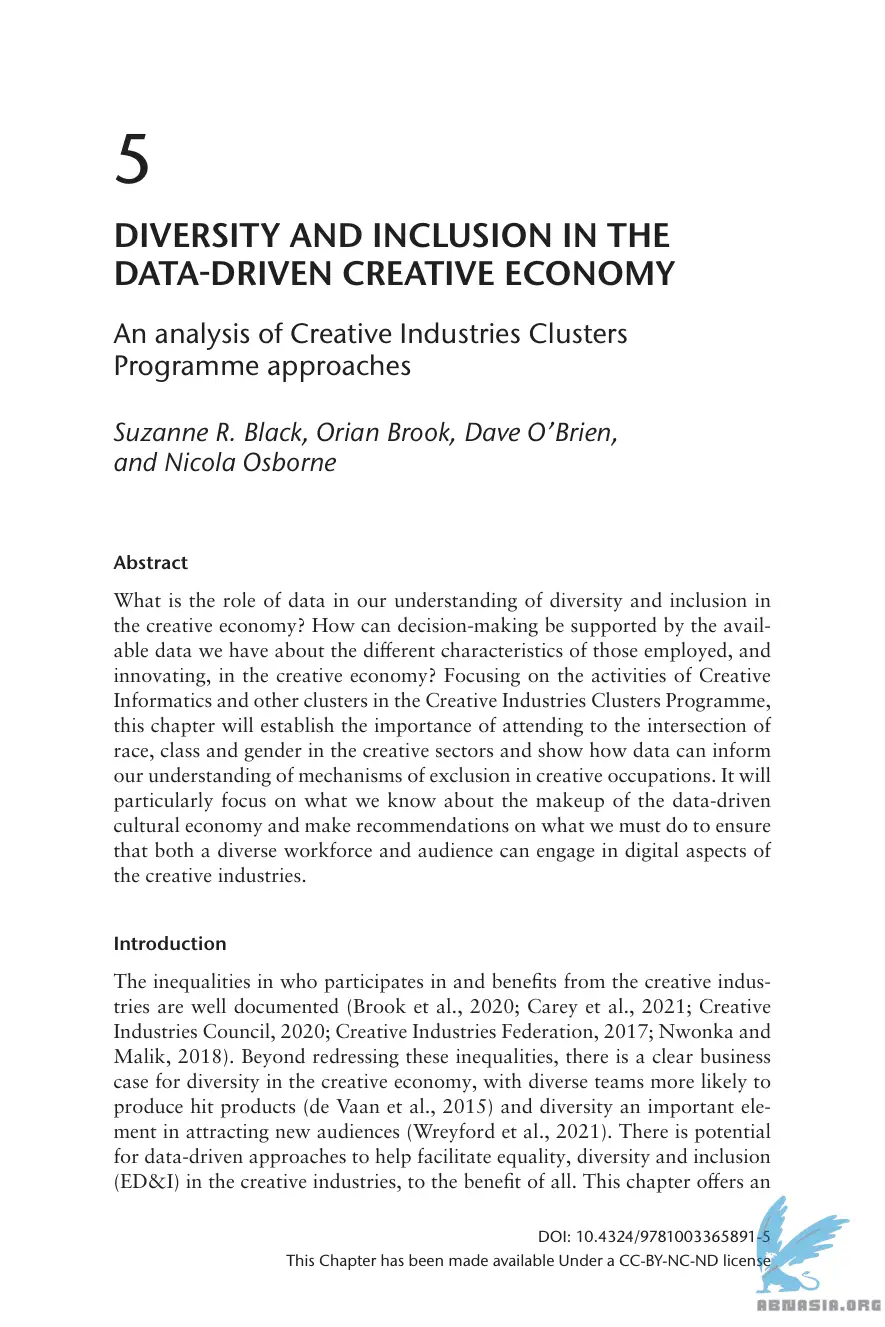 5
DIVERSITY AND INCLUSION IN THE
DATA-DRIVEN CREATIVE ECONOMY
An analysis of Creative Industries Clusters
Programme approaches
Suzanne R. Black, Orian Brook, Dave O’Brien,
and Nicola Osborne
Abstract
What is the role of data in our understanding of diversity and inclusion in
the creative economy? How can decision-making be supported by the avail-
able data we have about the different characteristics of those employed, and
innovating, in the creative economy? Focusing on the activities of Creative
Informatics and other clusters in the Creative Industries Clusters Programme,
this chapter will establish the importance of attending to the intersection of
race, class and gender in the creative sectors and show how data can inform
our understanding of mechanisms of exclusion in creative occupations. It will
particularly focus on what we know about the makeup of the data-driven
cultural economy and make recommendations on what we must do to ensure
that both a diverse workforce and audience can engage in digital aspects of
the creative industries.
Introduction
The inequalities in who participates in and benefits from the creative indus-
tries are well documented (Brook et al., 2020; Carey et al., 2021; Creative
Industries Council, 2020; Creative Industries Federation, 2017; Nwonka and
Malik, 2018). Beyond redressing these inequalities, there is a clear business
case for diversity in the creative economy, with diverse teams more likely to
produce hit products (de Vaan et al., 2015) and diversity an important ele-
ment in attracting new audiences (Wreyford et al., 2021). There is potential
for data-driven approaches to help facilitate equality, diversity and inclusion
(ED&I) in the creative industries, to the benefit of all. This chapter offers an
DOI: 10.4324/9781003365891-5
This Chapter has been made available Under a CC-BY-NC-ND license
ABNASIA.ORG